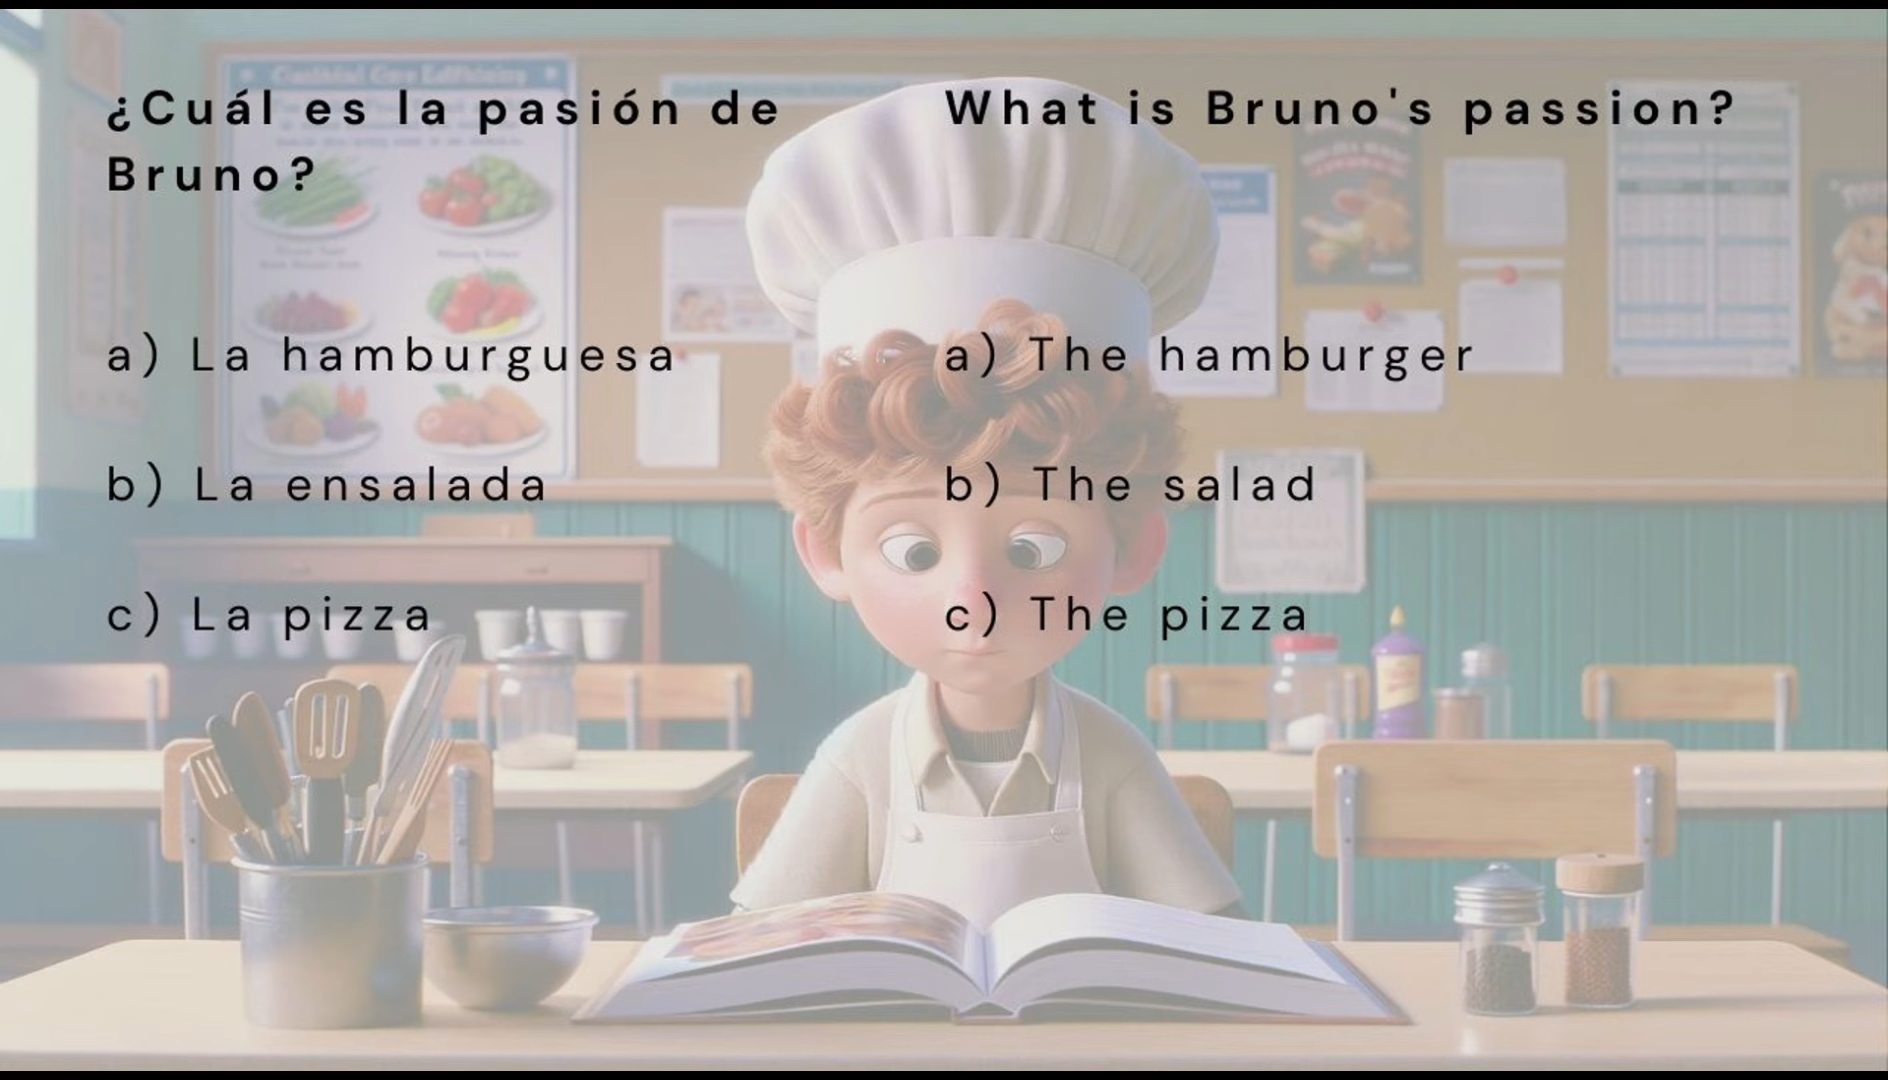 ¿Cuál es la pasión de
Bruno?
a) La hamburguesa
b) La ensalada
c) La pizza
What is Bruno's passion?
a) The hamburger
b) The salad
c) The pizza